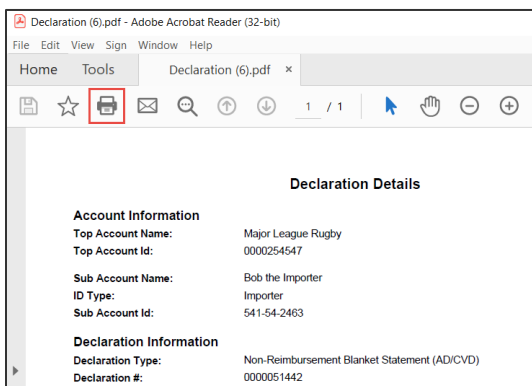 Declaration (6).pdf - Adobe Acrobat Reader (32-bit)
File Edit View Sign Window Help
Home Tools Declaration (6).pdf ×
1 / 1
Declaration Details
Account Information
Top Account Name: Major League Rugby
Top Account Id: 0000254547
Sub Account Name: Bob the Importer
ID Type: Importer
Sub Account Id: 541-54-2463
Declaration Information
Declaration Type: Non-Reimbursement Blanket Statement (AD/CVD)
Declaration #: 0000051442